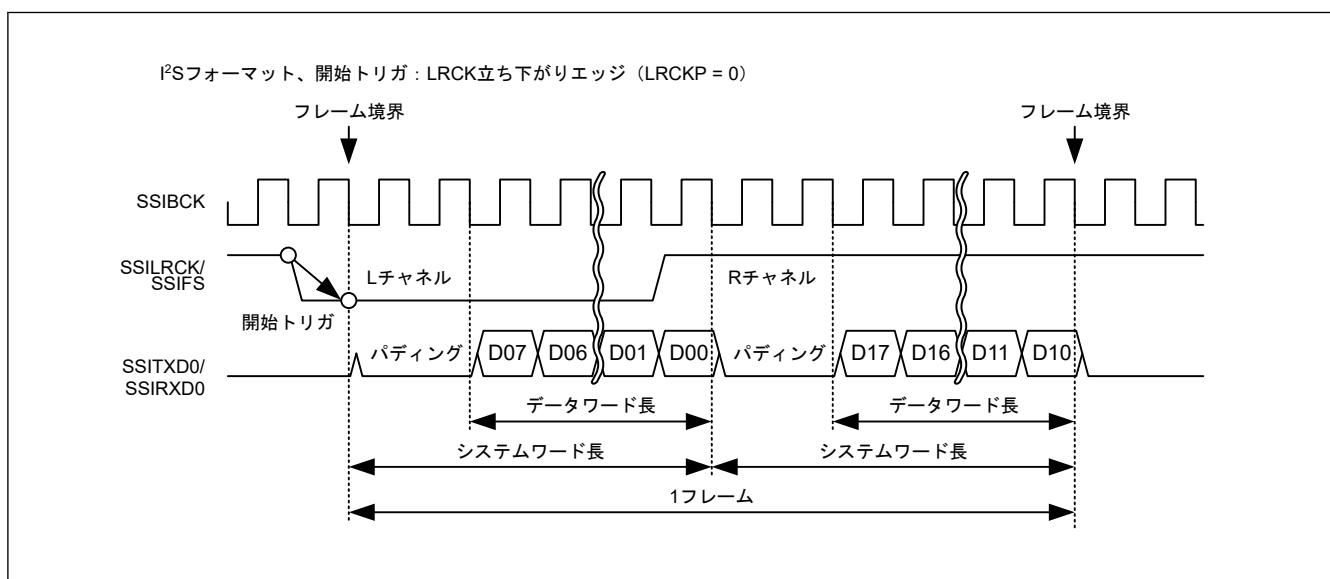 I²Sフォーマット、開始トリガ：LRCK立ち下がりエッジ（LRCKP = 0）
フレーム境界
フレーム境界
SSIBCK
SSILRCK/
SSIFS
Lチャネル
Rチャネル
開始トリガ
SSITXD0/
SSIRXD0
パディング
D07
D06
D01
D00
パディング
D17
D16
D11
D10
データワード長
データワード長
システムワード長
システムワード長
1フレーム